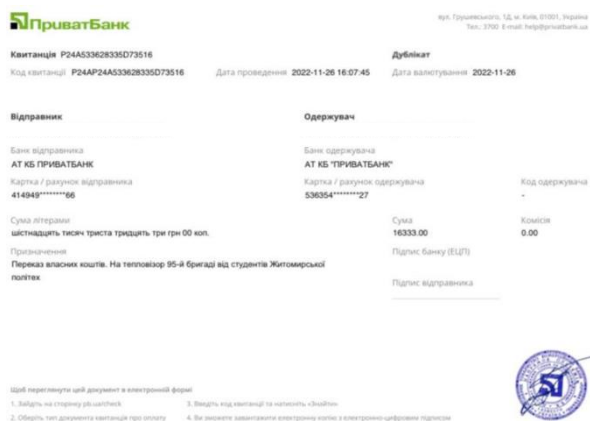 ПриватБанк
вул. Грушевського, 1Д, м. Київ, 01001, Україна
Тел.: 3700 E-mail: help@privatbank.ua
Квитанція P24A533628335D73516
Дублікат
Код квитанції P24AP24A533628335D73516 Дата проведення 2022-11-26 16:07:45 Дата валютування 2022-11-26
Відправник
Одержувач
Банк відправника
АТ КБ ПРИВАТБАНК
Банк одержувача
АТ КБ "ПРИВАТБАНК"
Картка / рахунок відправника
414949********66
Картка / рахунок одержувача
536354********27
Код одержувача
-
Сума літерами
шістнадцять тисяч триста тридцять три грн 00 коп.
Сума
16333.00
Комісія
0.00
Призначення
Переказ власних коштів. На тепловізор 95-й бригаді від студентів Житомирської
політех
Підпис банку (ЕЦП)
Підпис відправника
Щоб переглянути цей документ в електронній формі
1. Зайдіть на сторінку pb.ua/check
2. Оберіть тип документа квитанція про оплату
3. Введіть код квитанції та натисніть «Знайти»
4. Ви зможете завантажити електронну копію з електронно-цифровим підписом